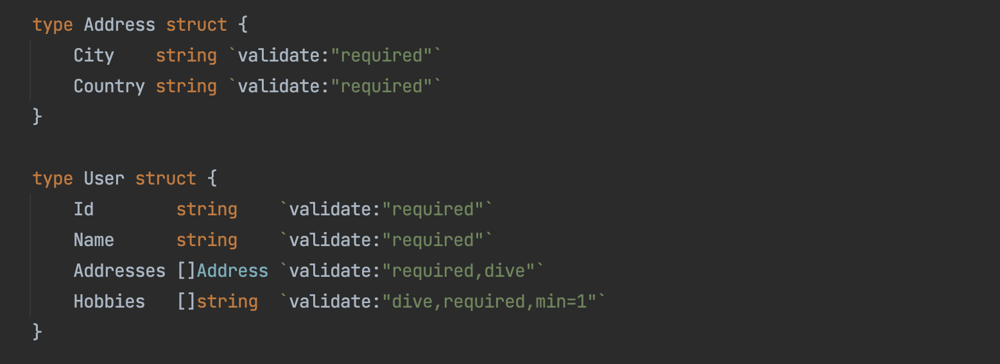 type Address struct {
    City    string `validate:"required"`
    Country string `validate:"required"`
}

type User struct {
    Id        string    `validate:"required"`
    Name      string    `validate:"required"`
    Addresses []Address `validate:"required,dive"`
    Hobbies   []string  `validate:"dive,required,min=1"`
}